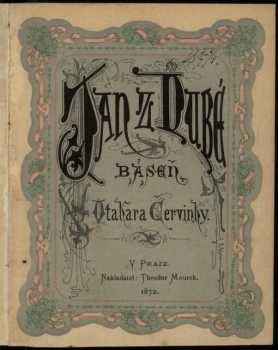 Jan z Dubé
BÁSEŇ
Otakara Červinky.
V PRAZE.
Nakladatel: Theodor Mourek.
1872.